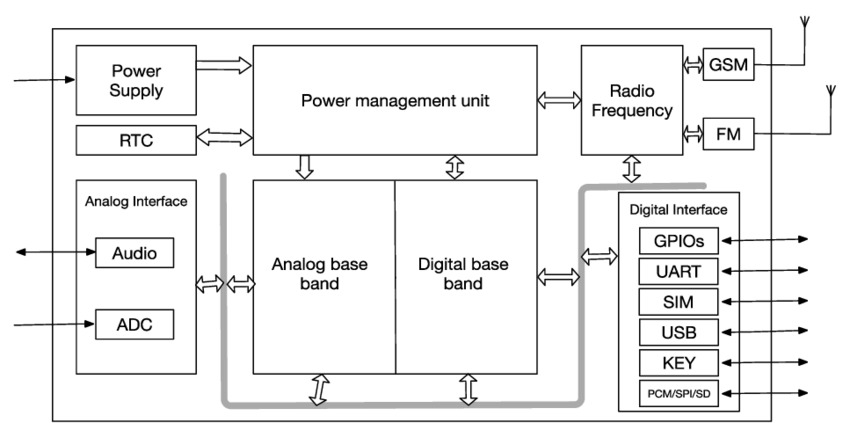 Power
Supply
RTC
Power management unit
Radio
Frequency
GSM
FM
Analog Interface
Audio
ADC
Analog base
band
Digital base
band
Digital Interface
GPIOs
UART
SIM
USB
KEY
PCM/SPI/SD